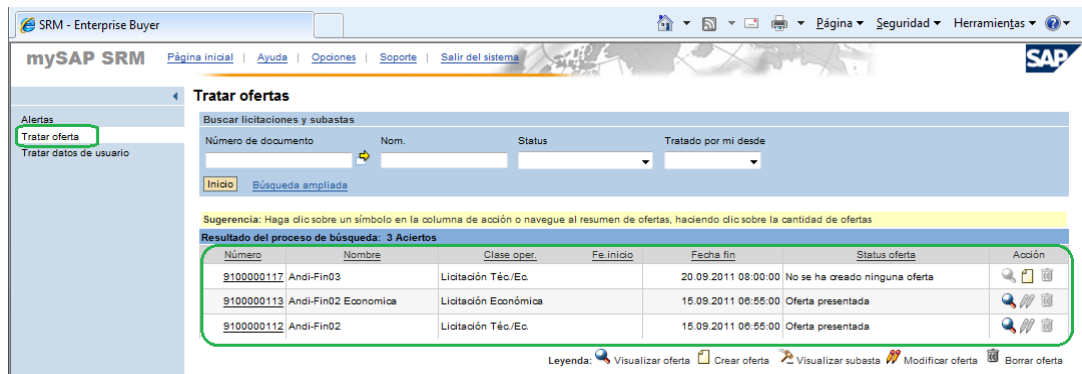 SRM - Enterprise Buyer
Página Seguridad Herramientas
mySAP SRM Página inicial | Ayuda | Opciones | Soporte | Salir del sistema SAP
Tratar ofertas
Alertas
Tratar oferta
Tratar datos de usuario
Buscar licitaciones y subastas
Número de documento Nom. Status Tratado por mi desde
Inicio Búsqueda ampliada
Sugerencia: Haga clic sobre un símbolo en la columna de acción o navegue al resumen de ofertas, haciendo clic sobre la cantidad de ofertas
Resultado del proceso de búsqueda: 3 Aciertos
Número Nombre Clase oper. Fe.inicio Fecha fin Status oferta Acción
9100000117 Andi-Fin03 Licitación Téc./Ec. 20.09.2011 08:00:00 No se ha creado ninguna oferta
9100000113 Andi-Fin02 Economica Licitación Económica 15.09.2011 06:55:00 Oferta presentada
9100000112 Andi-Fin02 Licitación Téc./Ec. 15.09.2011 06:55:00 Oferta presentada
Leyenda: Visualizar oferta Crear oferta Visualizar subasta Modificar oferta Borrar oferta